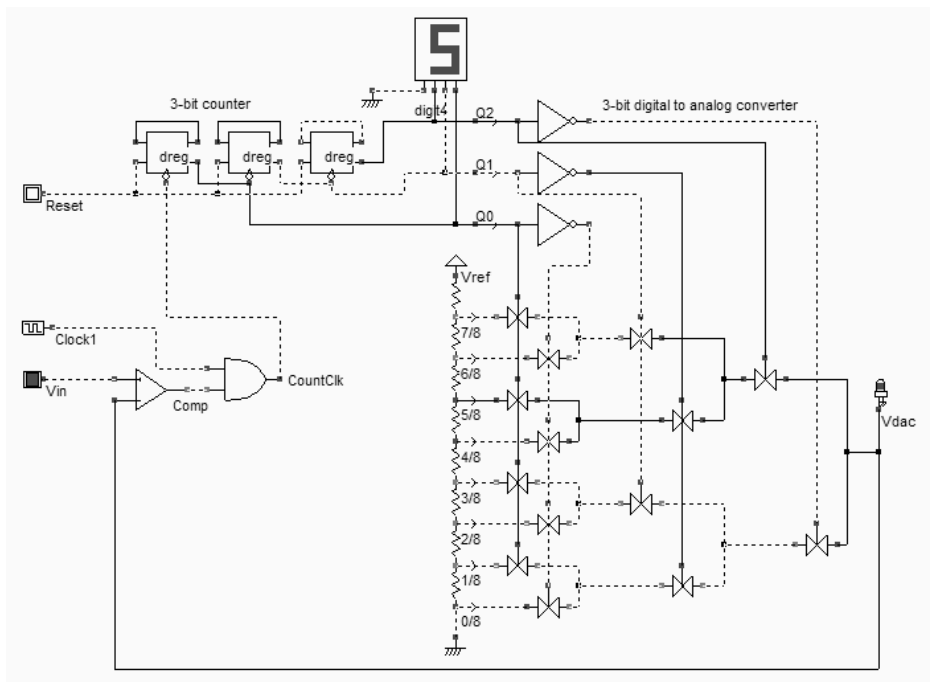 5
3-bit counter
digit4
Q2
3-bit digital to analog converter
dreg
dreg
dreg
Q1
Reset
Q0
Vref
7/8
Clock1
6/8
CountClk
Vin
Comp
5/8
Vdac
4/8
3/8
2/8
1/8
0/8